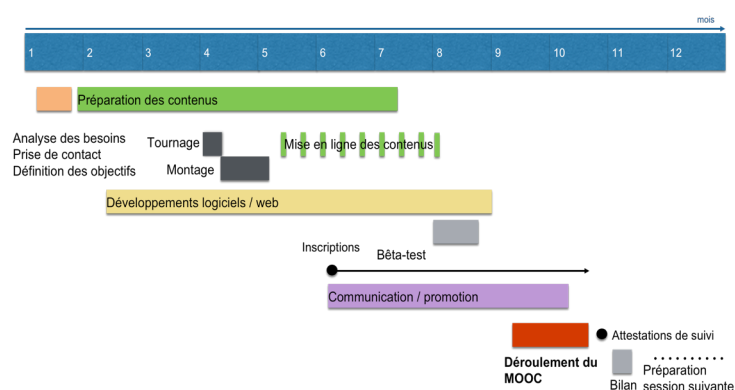 mois
1 2 3 4 5 6 7 8 9 10 11 12
Préparation des contenus
Analyse des besoins
Prise de contact
Définition des objectifs
Tournage
Mise en ligne des contenus
Montage
Développements logiciels / web
Inscriptions
Bêta-test
Communication / promotion
Attestations de suivi
Déroulement du
MOOC
Bilan
Préparation
session suivante